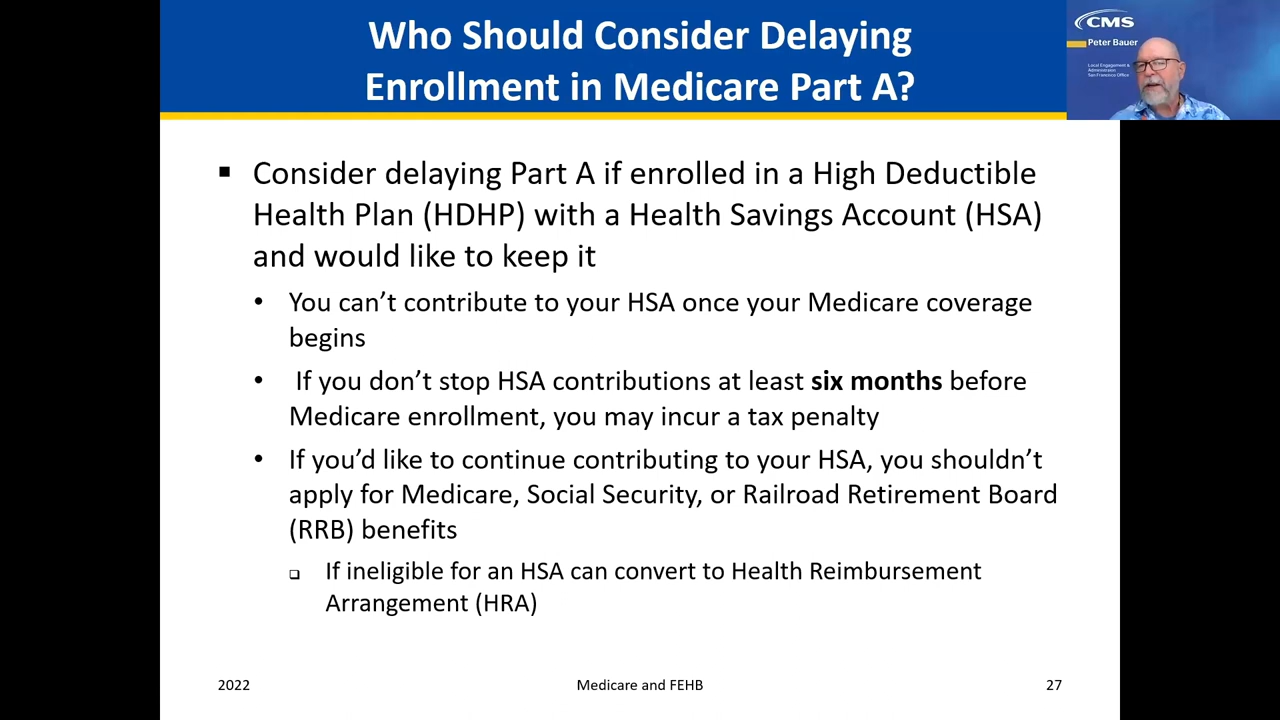 Who Should Consider Delaying
Enrollment in Medicare Part A?
CMS
Peter Bauer
Local Engagement &
Administration
San Francisco Office
▪ Consider delaying Part A if enrolled in a High Deductible
Health Plan (HDHP) with a Health Savings Account (HSA)
and would like to keep it
• You can’t contribute to your HSA once your Medicare coverage
begins
• If you don’t stop HSA contributions at least six months before
Medicare enrollment, you may incur a tax penalty
• If you’d like to continue contributing to your HSA, you shouldn’t
apply for Medicare, Social Security, or Railroad Retirement Board
(RRB) benefits
❑ If ineligible for an HSA can convert to Health Reimbursement
Arrangement (HRA)
2022
Medicare and FEHB
27